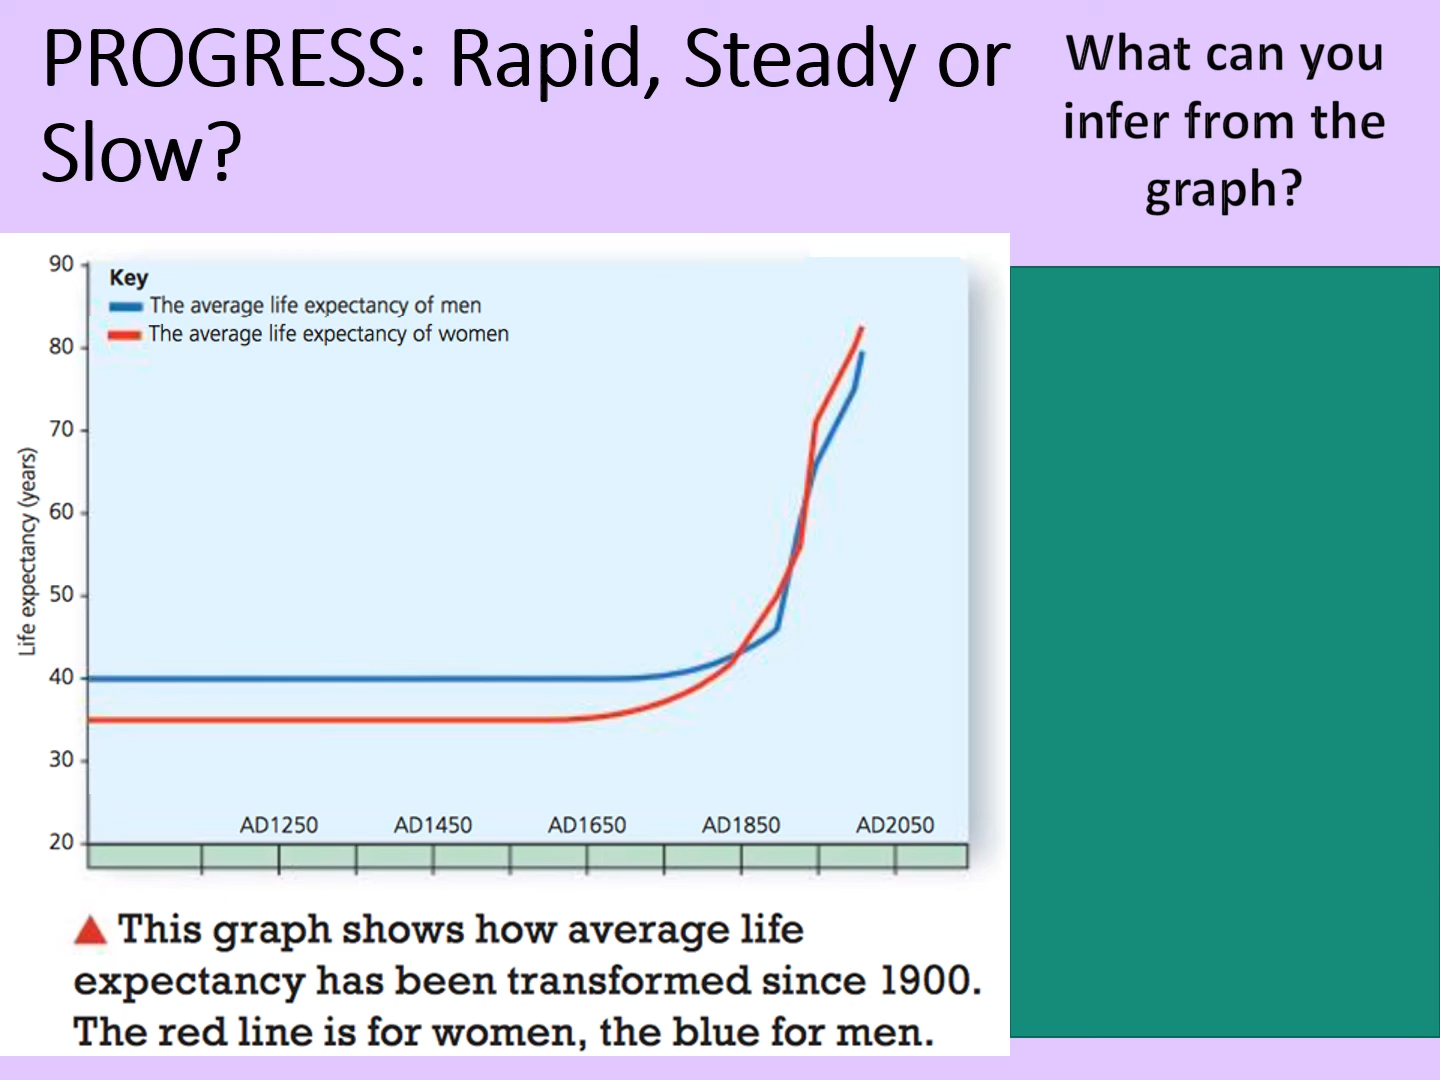 PROGRESS: Rapid, Steady or
Slow?
What can you
infer from the
graph?
Key
The average life expectancy of men
The average life expectancy of women
Life expectancy (years)
90
80
70
60
50
40
30
20
AD1250 AD1450 AD1650 AD1850 AD2050
This graph shows how average life
expectancy has been transformed since 1900.
The red line is for women, the blue for men.